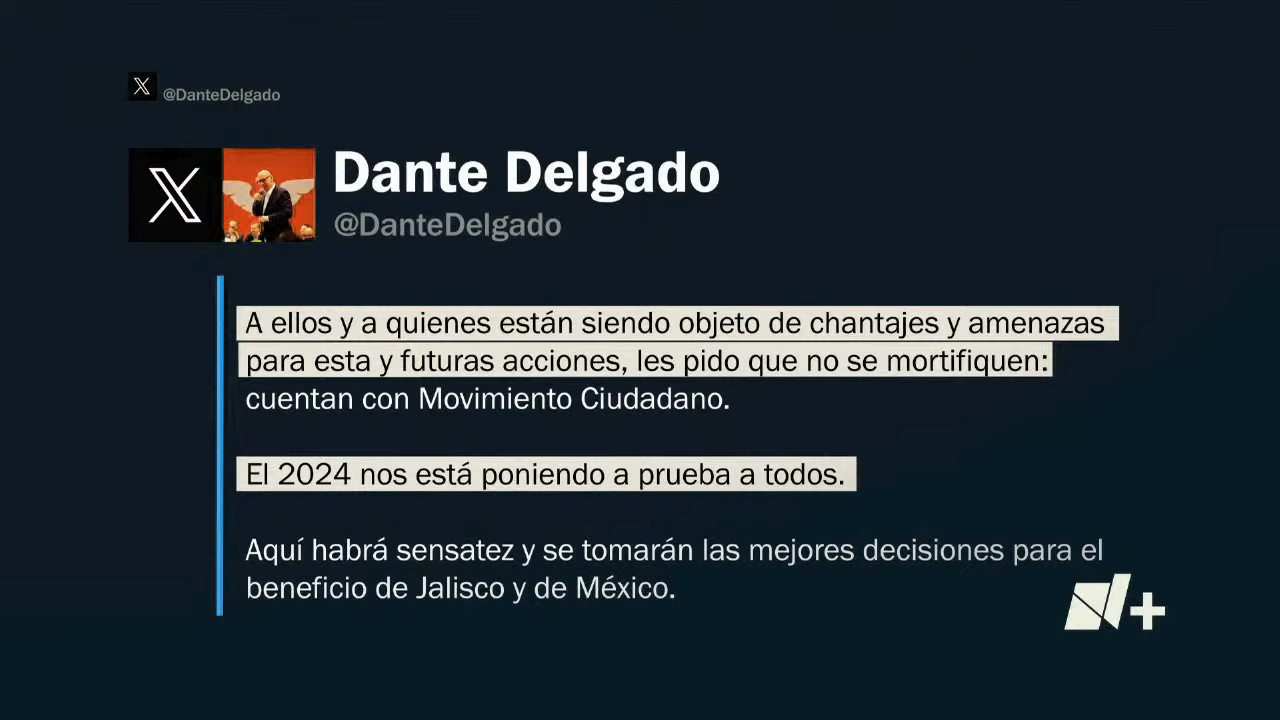 @DanteDelgado
Dante Delgado
@DanteDelgado
A ellos y a quienes están siendo objeto de chantajes y amenazas
para esta y futuras acciones, les pido que no se mortifiquen:
cuentan con Movimiento Ciudadano.
El 2024 nos está poniendo a prueba a todos.
Aquí habrá sensatez y se tomarán las mejores decisiones para el
beneficio de Jalisco y de México.
N+